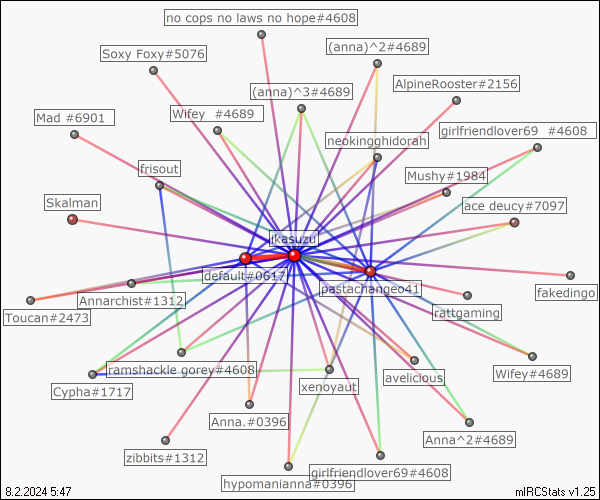 no cops no laws no hope#4608
Soxy Foxy#5076
(anna)^2#4689
AlpineRooster#2156
(anna)^3#4689
Wifey #4689
Mad #6901
girlfriendlover69 #4608
neokingghidorah
frisout
Mushy#1984
Skalman
ace deucy#7097
ikasuzu
default#0617
pastachangeo41
fakedingo
Annarchist#1312
rattgaming
Toucan#2473
ramshackle gorey#4608
avelicious
Wifey#4689
Cypha#1717
xenoyaut
Anna.#0396
Anna^2#4689
zibbits#1312
girlfriendlover69#4608
hypomanianna#0396
8.2.2024 5:47
mIRCStats v1.25